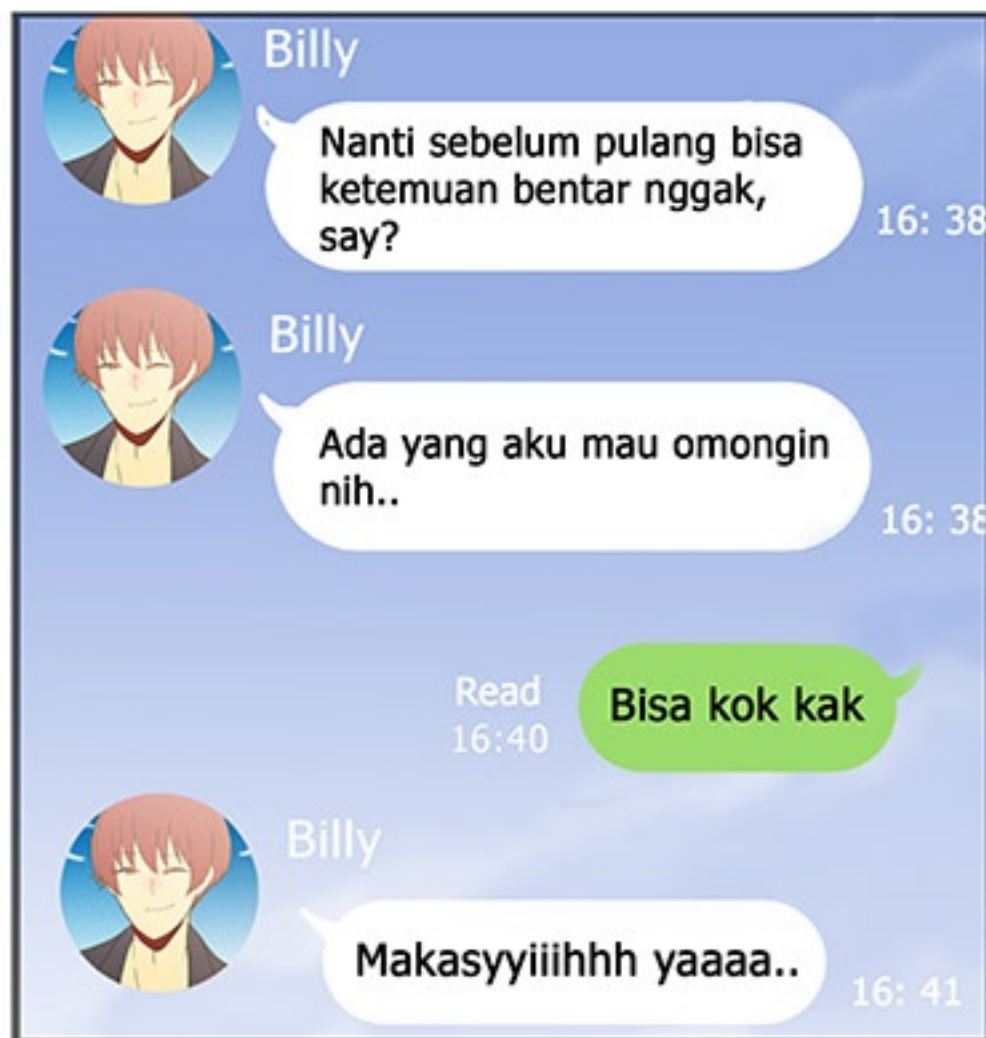 Billy
Nanti sebelum pulang bisa
ketemuan bentar nggak,
say?
16: 38
Billy
Ada yang aku mau omongin
nih..
16: 38
Bisa kok kak
Read
16:40
Billy
Makasyyiiihhh yaaaa..
16: 41